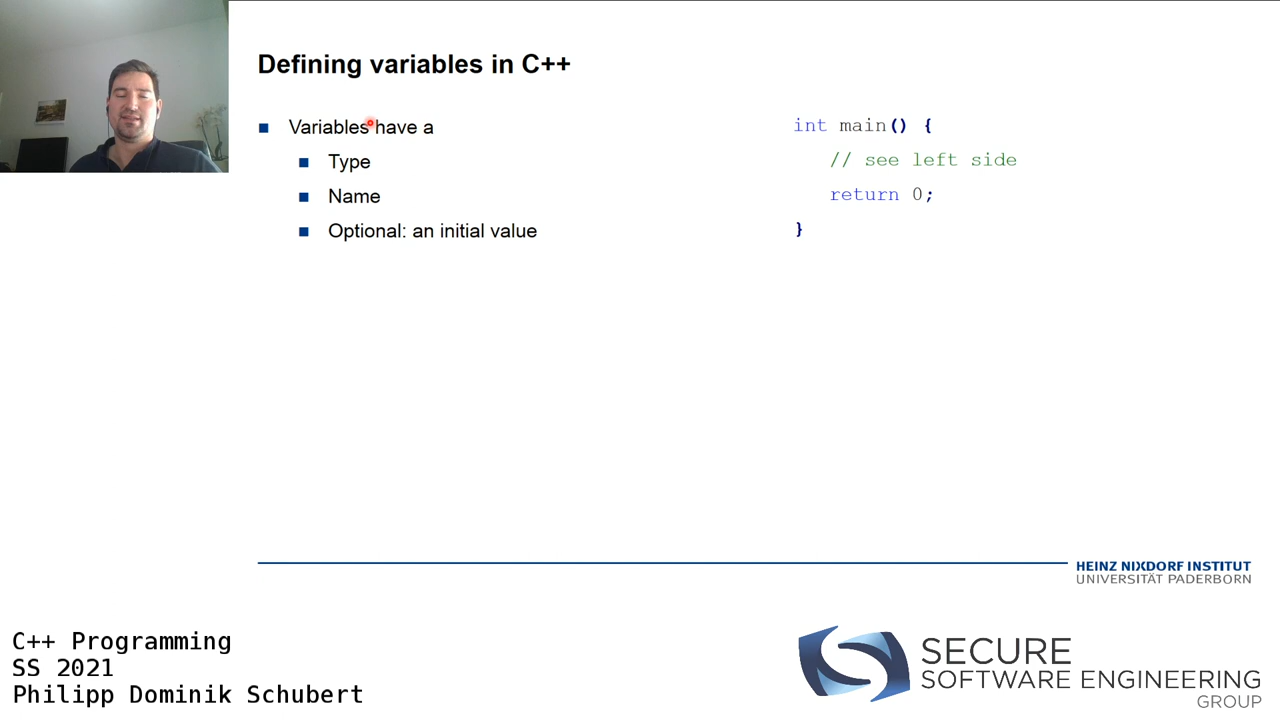 Defining variables in C++
Variables have a
Type
Name
Optional: an initial value
int main() {
// see left side
return 0;
}
HEINZ NIXDORF INSTITUT
UNIVERSITÄT PADERBORN
C++ Programming
SS 2021
Philipp Dominik Schubert
SECURE
SOFTWARE ENGINEERING
GROUP